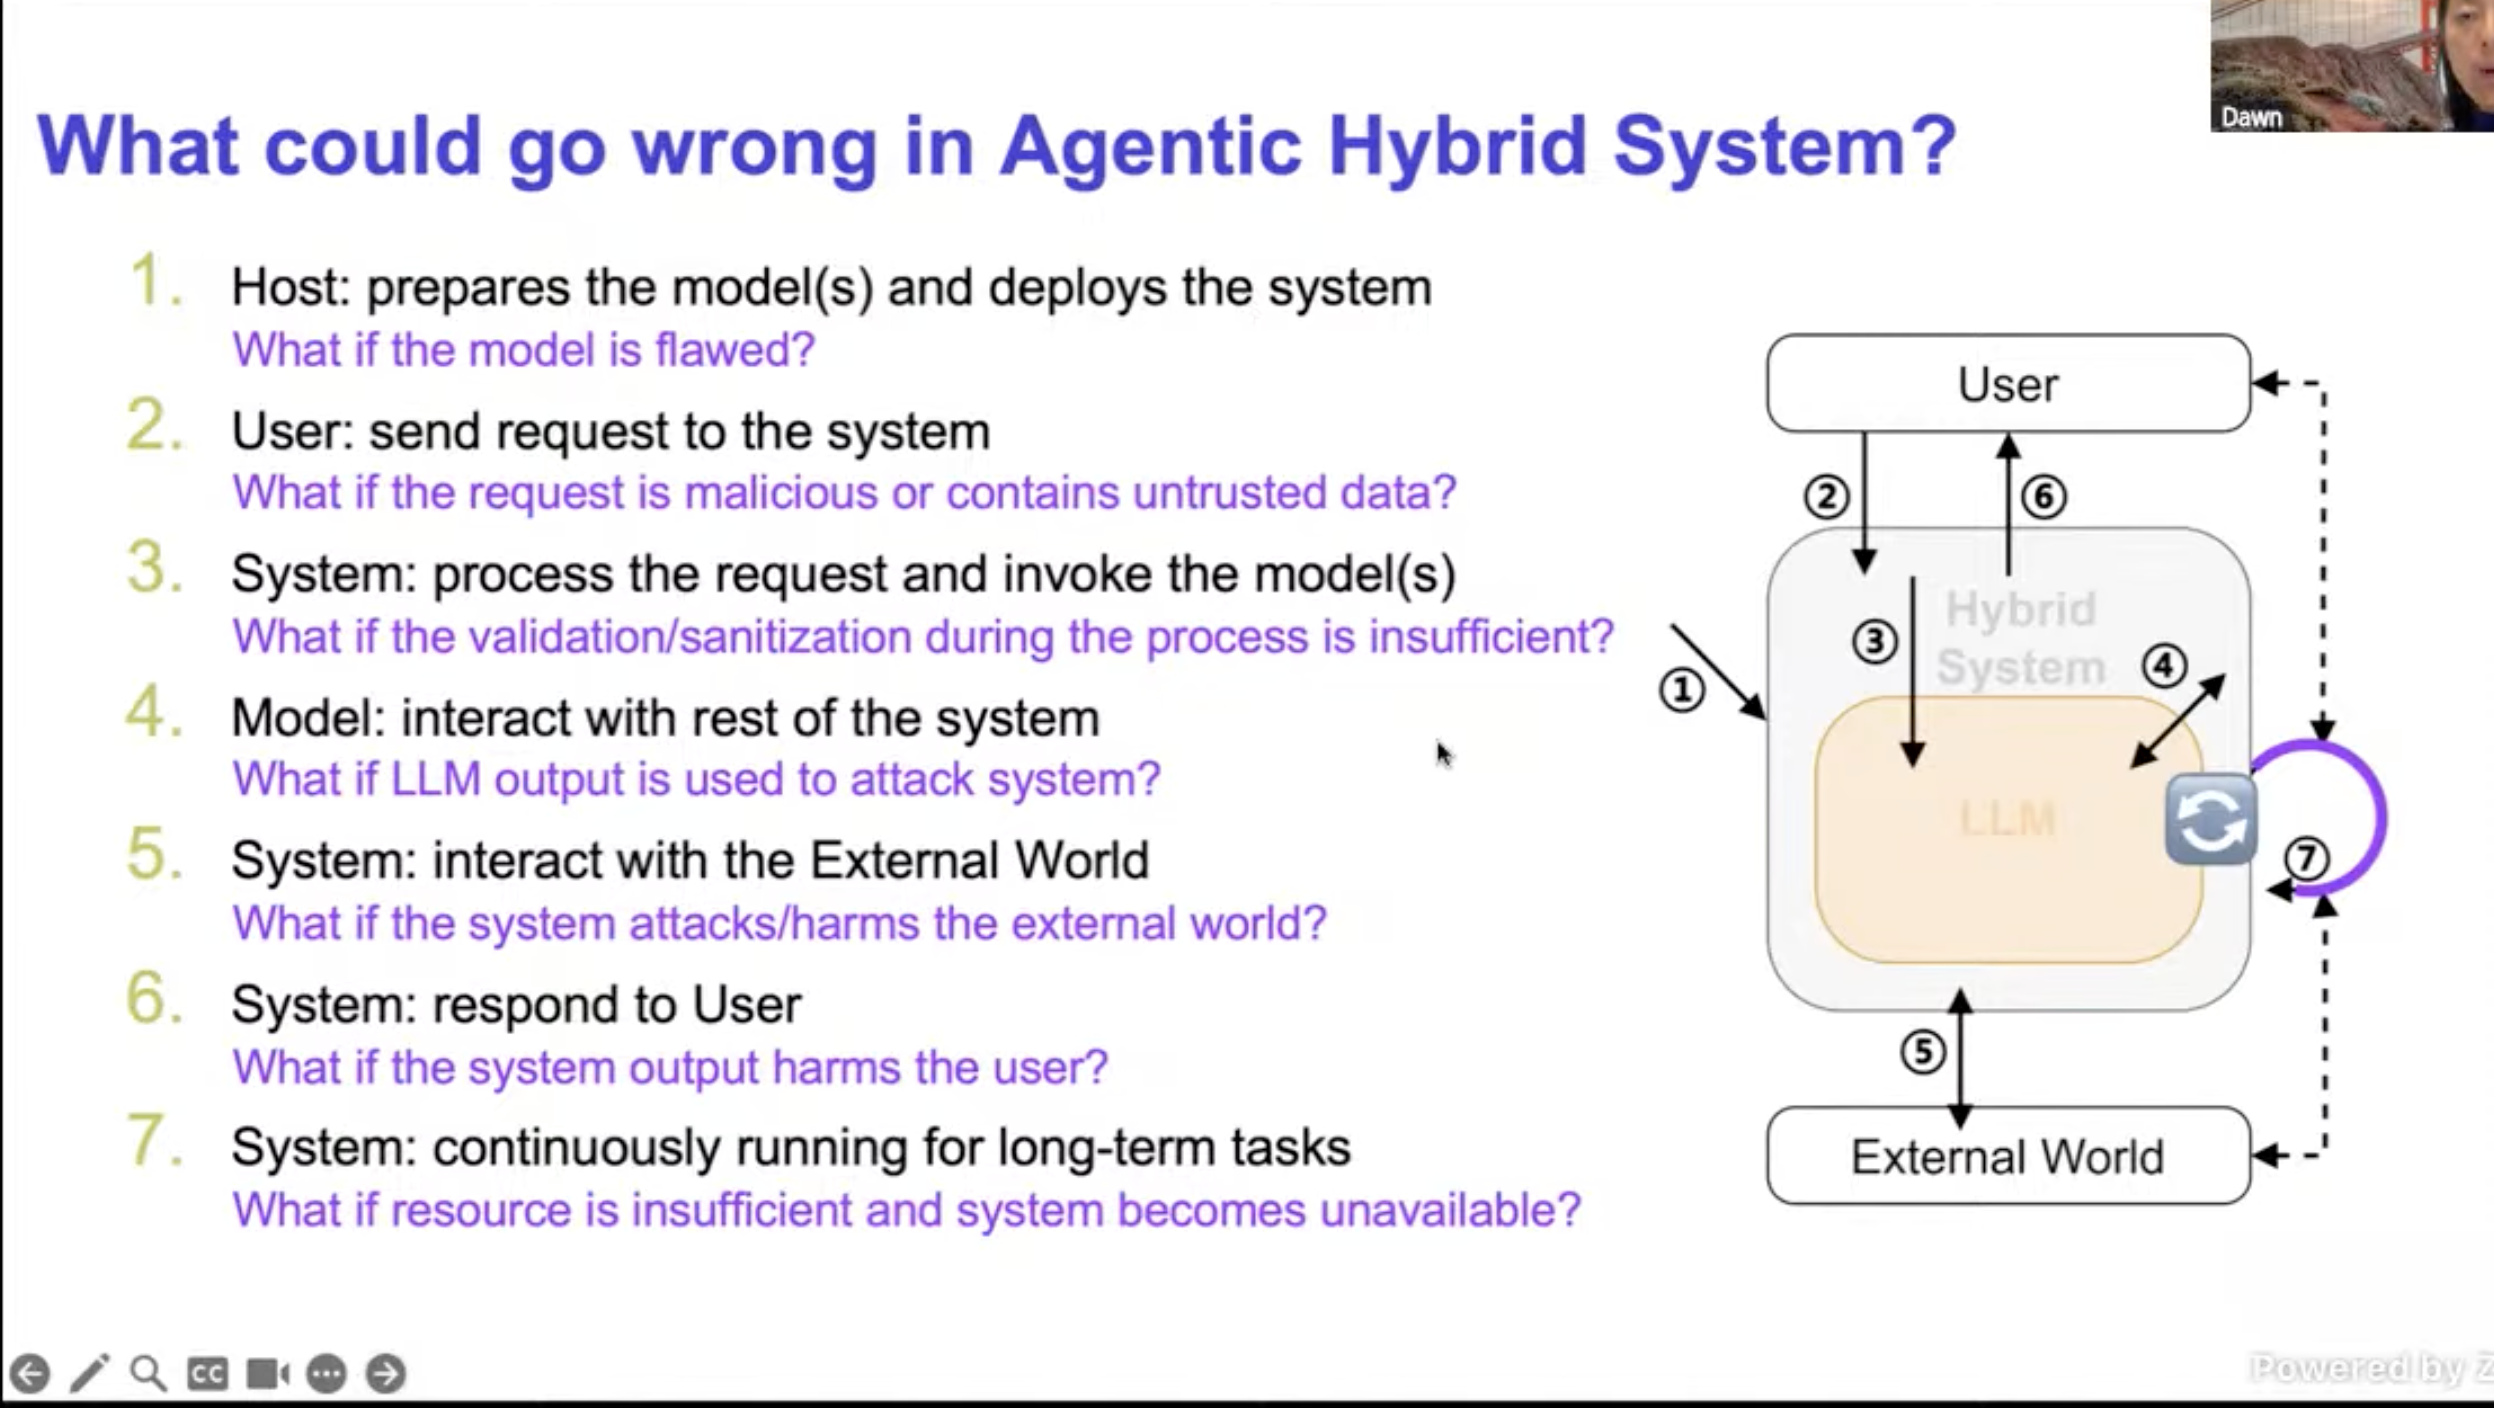 Dawn
What could go wrong in Agentic Hybrid System?
1. Host: prepares the model(s) and deploys the system
What if the model is flawed?
2. User: send request to the system
What if the request is malicious or contains untrusted data?
3. System: process the request and invoke the model(s)
What if the validation/sanitization during the process is insufficient?
4. Model: interact with rest of the system
What if LLM output is used to attack system?
5. System: interact with the External World
What if the system attacks/harms the external world?
6. System: respond to User
What if the system output harms the user?
7. System: continuously running for long-term tasks
What if resource is insufficient and system becomes unavailable?
User
② ⑥
Hybrid
System
③
④
①
LLM
⑦
⑤
External World
CC
Powered by Z